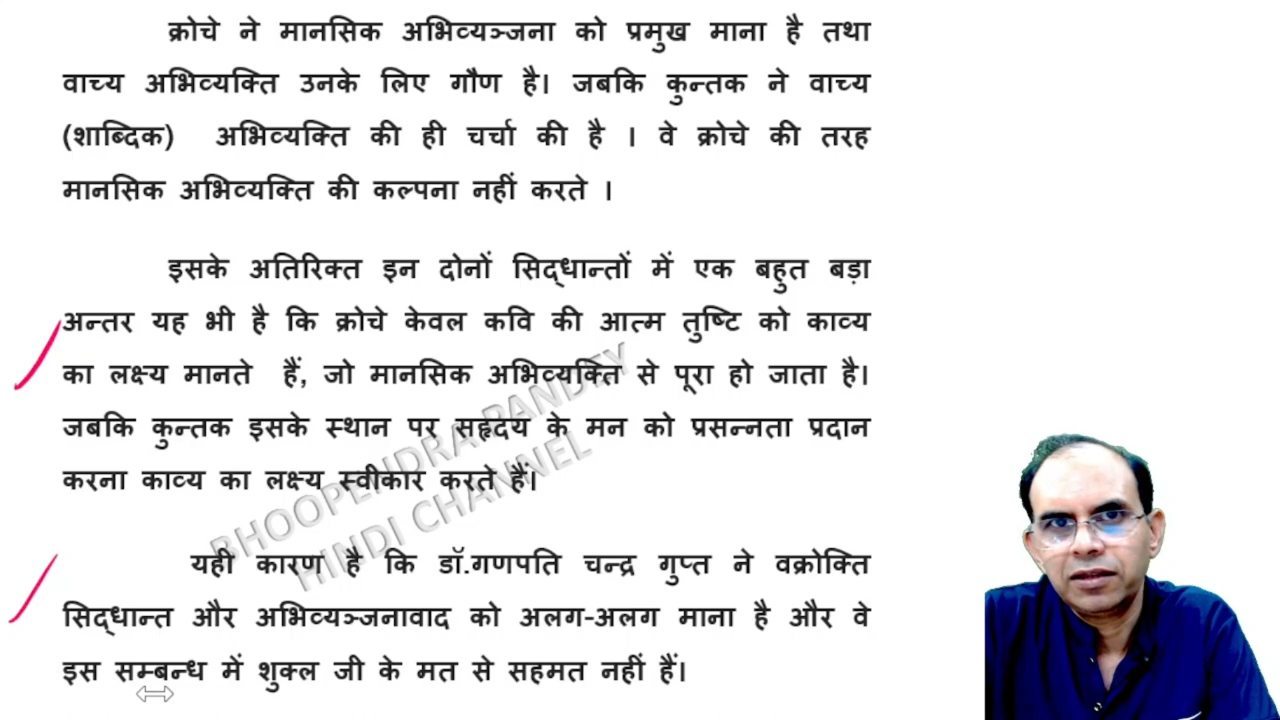 क्रोचे ने मानसिक अभिव्यञ्जना को प्रमुख माना है तथा
वाच्य अभिव्यक्ति उनके लिए गौण है। जबकि कुन्तक ने वाच्य
(शाब्दिक) अभिव्यक्ति की ही चर्चा की है । वे क्रोचे की तरह
मानसिक अभिव्यक्ति की कल्पना नहीं करते ।
इसके अतिरिक्त इन दोनों सिद्धान्तों में एक बहुत बड़ा
अन्तर यह भी है कि क्रोचे केवल कवि की आत्म तुष्टि को काव्य
का लक्ष्य मानते हैं, जो मानसिक अभिव्यक्ति से पूरा हो जाता है।
जबकि कुन्तक इसके स्थान पर सहृदय के मन को प्रसन्नता प्रदान
करना काव्य का लक्ष्य स्वीकार करते हैं।
यही कारण है कि डॉ.गणपति चन्द्र गुप्त ने वक्रोक्ति
सिद्धान्त और अभिव्यञ्जनावाद को अलग-अलग माना है और वे
इस सम्बन्ध में शुक्ल जी के मत से सहमत नहीं हैं।
BHOOPENDRA PANDEY
HINDI CHANNEL